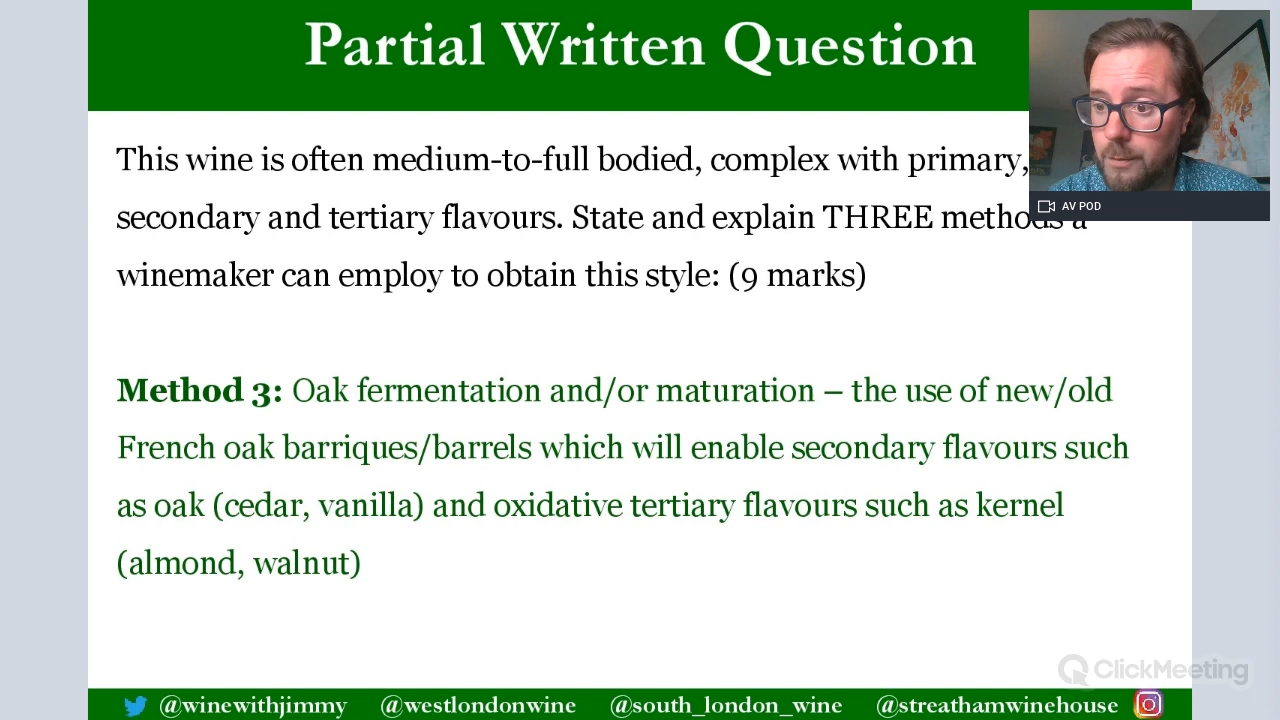 Partial Written Question
This wine is often medium-to-full bodied, complex with primary,
secondary and tertiary flavours. State and explain THREE methods a
winemaker can employ to obtain this style: (9 marks)
AV POD
Method 3: Oak fermentation and/or maturation – the use of new/old
French oak barriques/barrels which will enable secondary flavours such
as oak (cedar, vanilla) and oxidative tertiary flavours such as kernel
(almond, walnut)
ClickMeeting
@winewithjimmy @westlondonwine @south_london_wine @streathamwinehouse